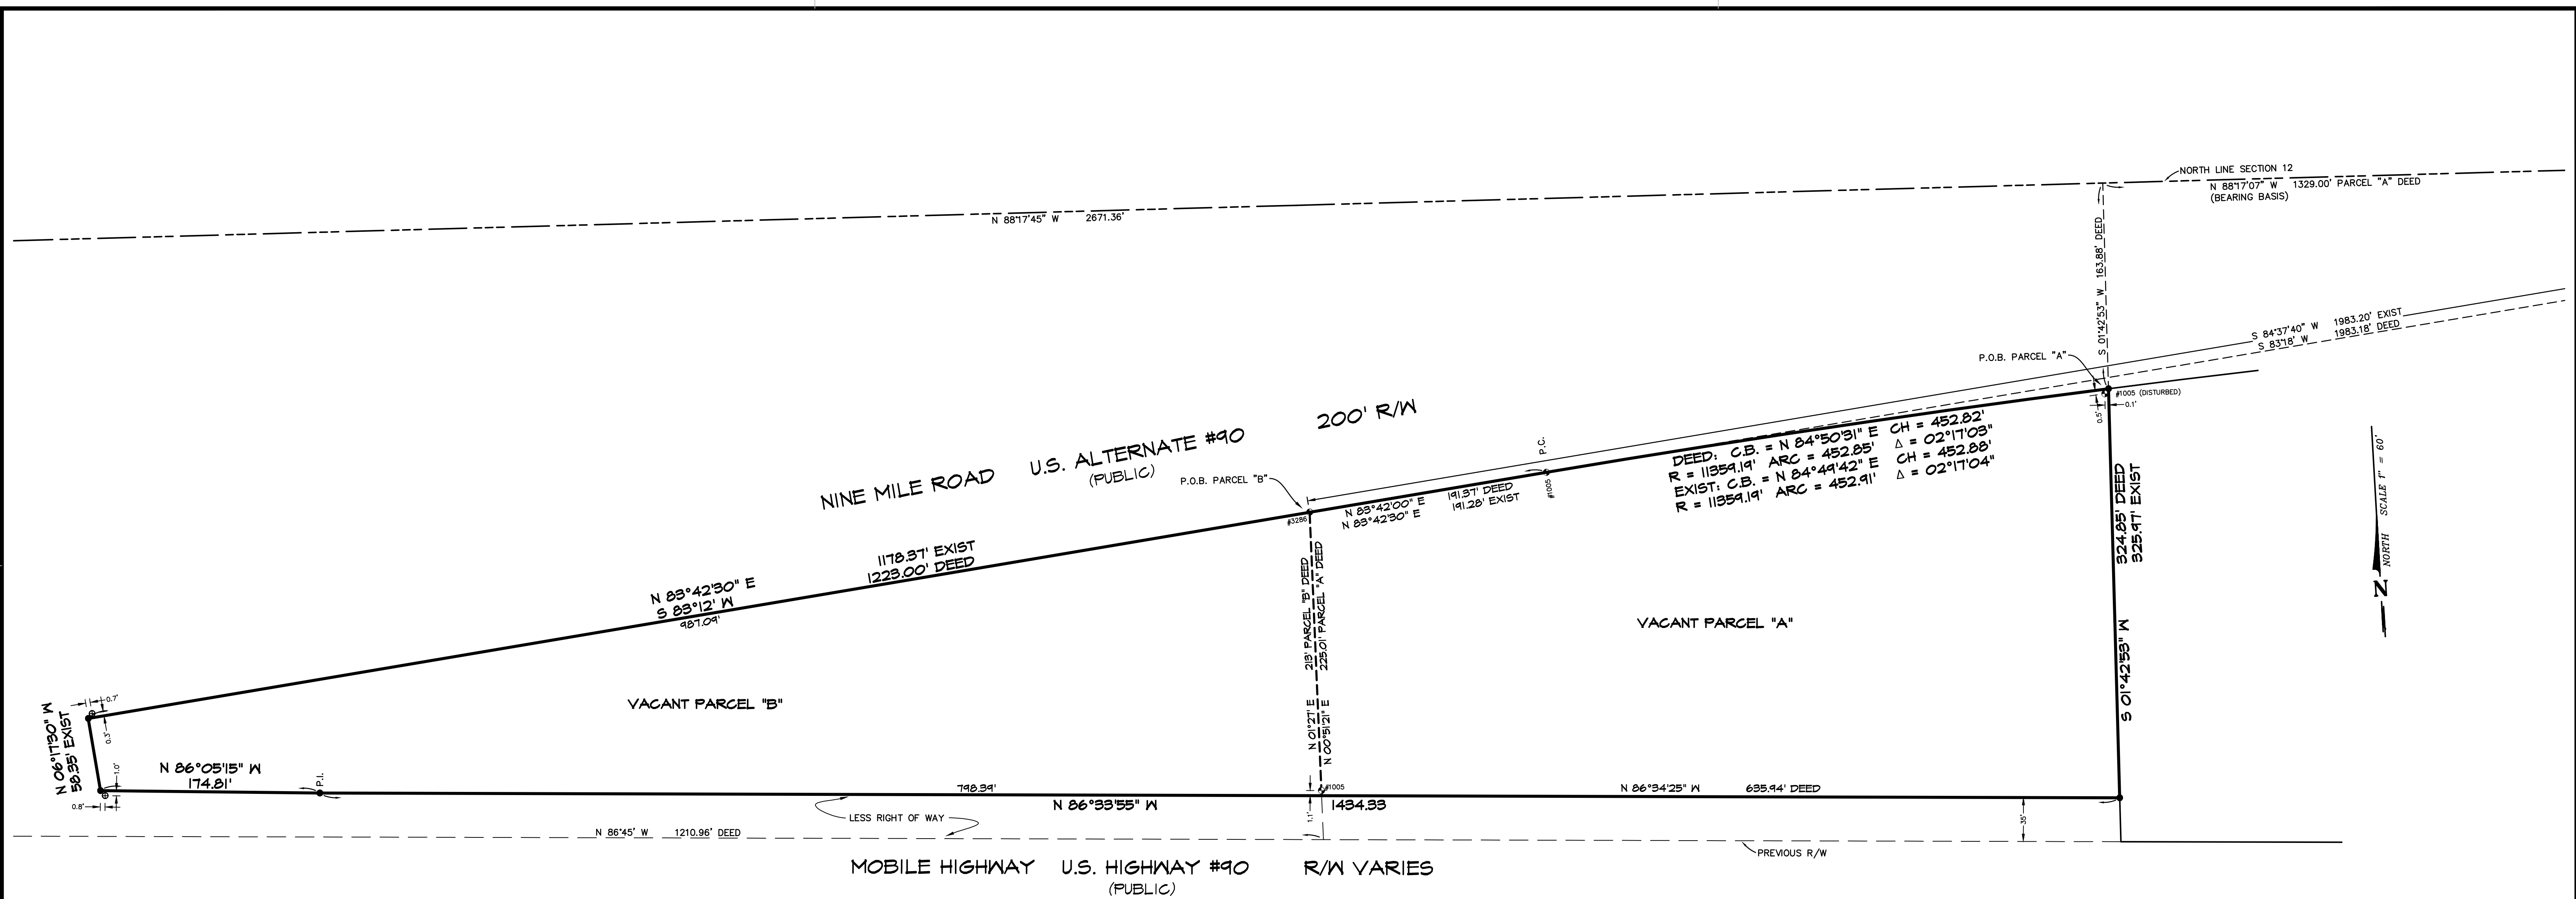 NORTH LINE SECTION 12
N 88°17'07" W 1329.00' PARCEL "A" DEED
(BEARING BASIS)
N 88°17'45" W 2671.36'
S 01°42'53" W 163.88' DEED
S 84°37'40" W 1983.20' EXIST
S 83°18' W 1983.18' DEED
P.O.B. PARCEL "A"
#1005 (DISTURBED)
0.1'
0.5'
NINE MILE ROAD U.S. ALTERNATE #90 200' R/W
(PUBLIC)
P.O.B. PARCEL "B"
#3286
P.C.
#1005
N 83°42'00" E 191.37' DEED
N 83°42'30" E 191.28' EXIST
DEED: C.B. = N 84°50'31" E CH = 452.82'
R = 11359.19' ARC = 452.85' Δ = 02°17'03"
EXIST: C.B. = N 84°49'42" E CH = 452.88'
R = 11359.19' ARC = 452.91' Δ = 02°17'04"
324.85' DEED
325.97' EXIST
S 01°42'53" W
NORTH SCALE 1" = 60'
N
1178.37' EXIST
1223.00' DEED
N 83°42'30" E
S 83°12' W
987.09'
213' PARCEL "B" DEED
225.01' PARCEL "A" DEED
N 01°27' E
N 00°51'21" E
VACANT PARCEL "A"
VACANT PARCEL "B"
0.7'
0.3'
N 06°17'30" W
58.35' EXIST
1.0'
0.8'
N 86°05'15" W
174.81'
P.I.
798.39'
#1005
N 86°34'25" W 635.94' DEED
N 86°33'55" W 1434.33
LESS RIGHT OF WAY
1.1'
35'
N 86°45' W 1210.96' DEED
PREVIOUS R/W
MOBILE HIGHWAY U.S. HIGHWAY #90 R/W VARIES
(PUBLIC)